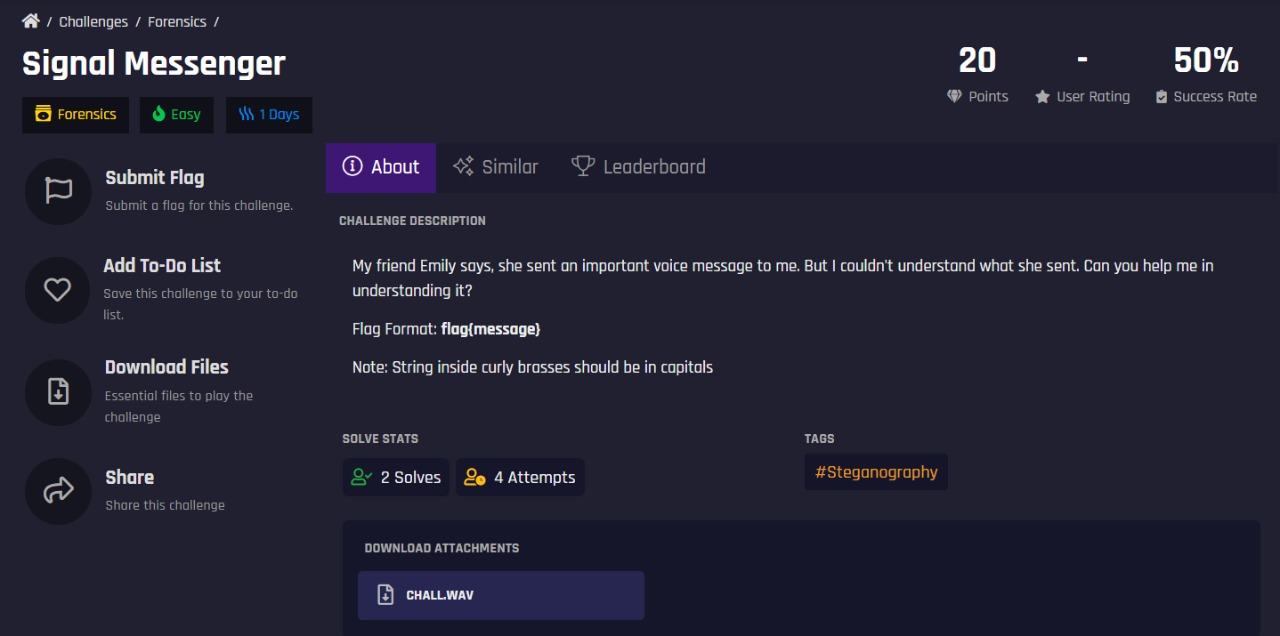 / Challenges / Forensics /
Signal Messenger
20
-
50%
Points
User Rating
Success Rate
Forensics
Easy
1 Days
Submit Flag
Submit a flag for this challenge.
Add To-Do List
Save this challenge to your to-do
list.
Download Files
Essential files to play the
challenge
Share
Share this challenge
About
Similar
Leaderboard
CHALLENGE DESCRIPTION
My friend Emily says, she sent an important voice message to me. But I couldn't understand what she sent. Can you help me in
understanding it?
Flag Format: flag{message}
Note: String inside curly brasses should be in capitals
SOLVE STATS
2 Solves
4 Attempts
TAGS
#Steganography
DOWNLOAD ATTACHMENTS
CHALL.WAV